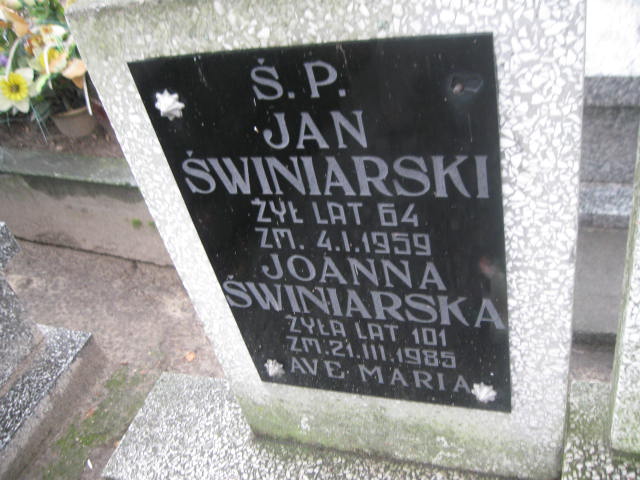 Ś. P.
JAN
ŚWINIARSKI
ŻYŁ LAT 64
ZM. 4.I.1959
JOANNA
ŚWINIARSKA
ŻYŁA LAT 101
ZM. 21.III.1985
AVE MARIA